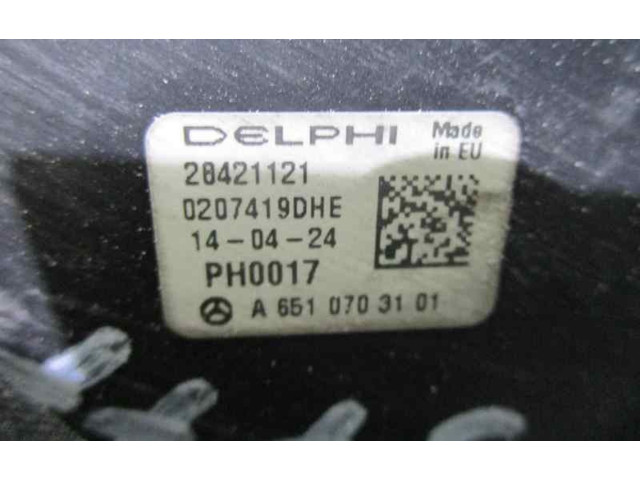 DELPHI Made in EU
28421121
0207419DHE
14-04-24
PH0017
A 651 070 31 01